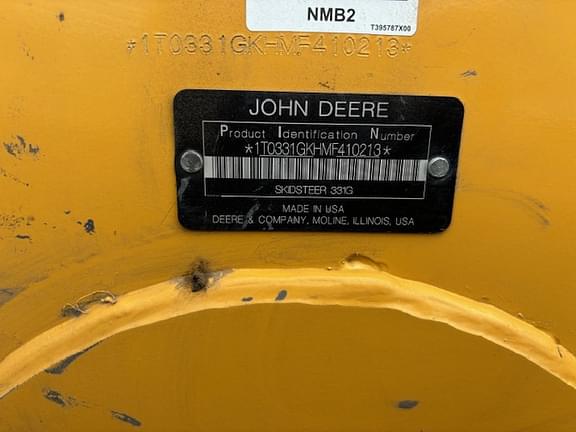 NMB2
T395787X00
*1T0331GKHMF410213*
JOHN DEERE
Product Identification Number
*1T0331GKHMF410213*
SKIDSTEER 331G
MADE IN USA
DEERE & COMPANY, MOLINE, ILLINOIS, USA